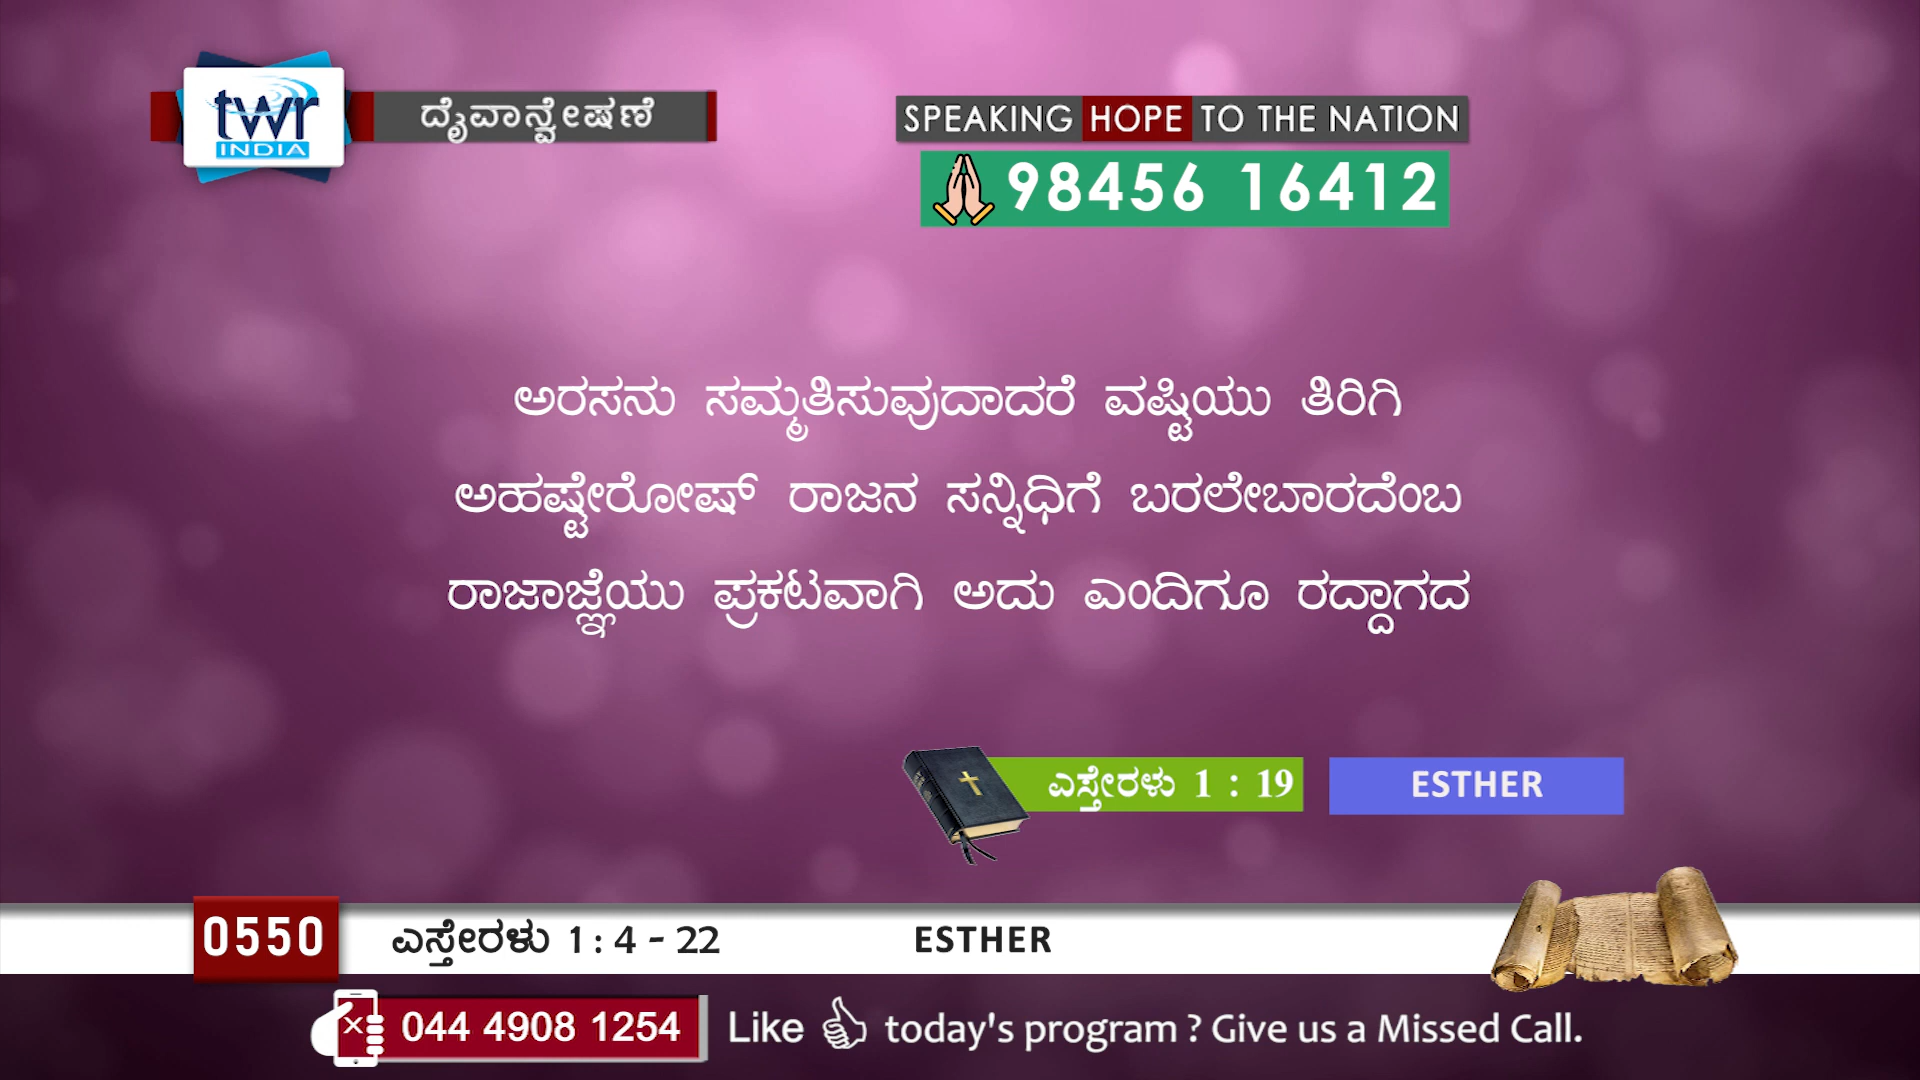 twr
INDIA
ದೈವಾನ್ವೇಷಣೆ
SPEAKING HOPE TO THE NATION
98456 16412
ಅರಸನು ಸಮ್ಮತಿಸುವುದಾದರೆ ವಷ್ಟಿಯು ತಿರಿಗಿ
ಅಹಷ್ಟೇರೋಷ್ ರಾಜನ ಸನ್ನಿಧಿಗೆ ಬರಲೇಬಾರದೆಂಬ
ರಾಜಾಜ್ಞೆಯು ಪ್ರಕಟವಾಗಿ ಅದು ಎಂದಿಗೂ ರದ್ದಾಗದ
ಎಸ್ತೇರಳು 1 : 19
ESTHER
0550
ಎಸ್ತೇರಳು 1 : 4 - 22
ESTHER
044 4908 1254
Like today's program ? Give us a Missed Call.